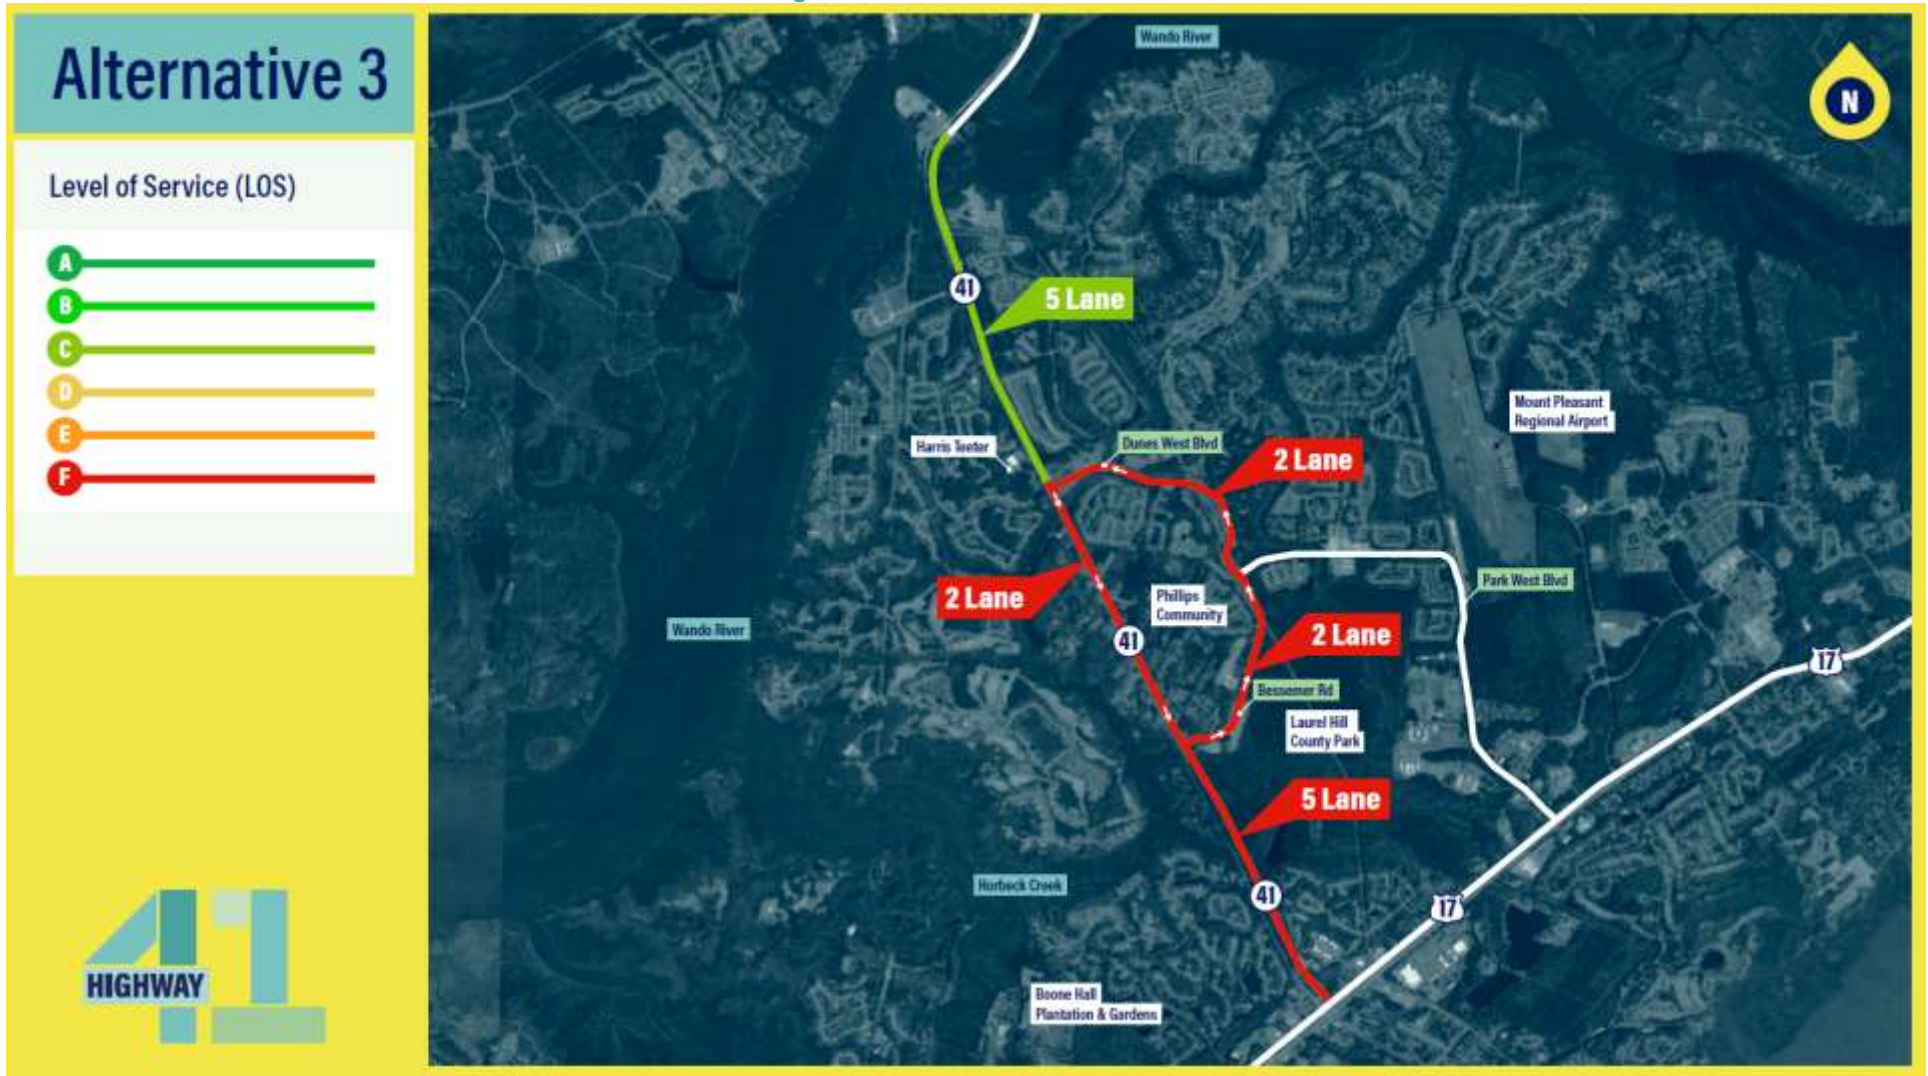 Alternative 3
Level of Service (LOS)
A
B
C
D
E
F
HIGHWAY
41
Wando River
N
41
5 Lane
Mount Pleasant
Regional Airport
Harris Teeter
Dunes West Blvd
2 Lane
Park West Blvd
2 Lane
Phillips
Community
Wando River
41
2 Lane
17
Bessemer Rd
Laurel Hill
County Park
5 Lane
Horbeck Creek
41
17
Boone Hall
Plantation & Gardens